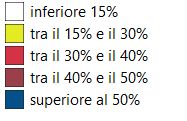 inferiore 15%
tra il 15% e il 30%
tra il 30% e il 40%
tra il 40% e il 50%
superiore al 50%